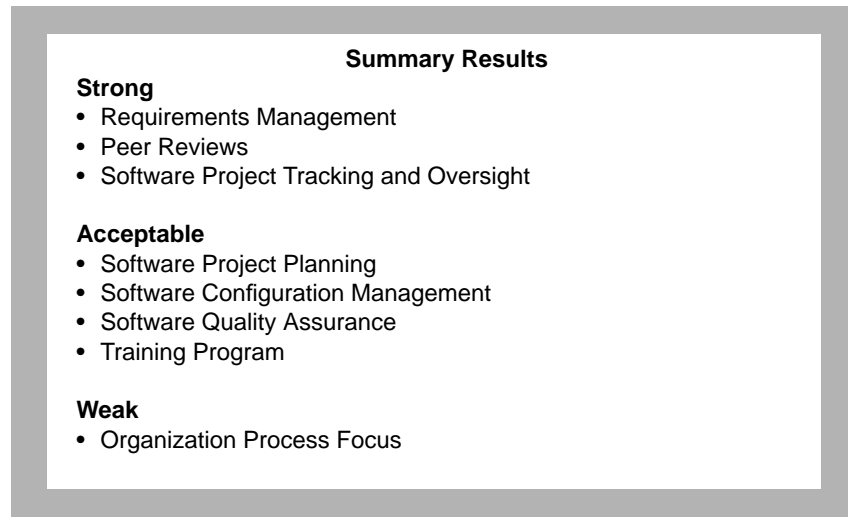 Summary Results
Strong
• Requirements Management
• Peer Reviews
• Software Project Tracking and Oversight
Acceptable
• Software Project Planning
• Software Configuration Management
• Software Quality Assurance
• Training Program
Weak
• Organization Process Focus